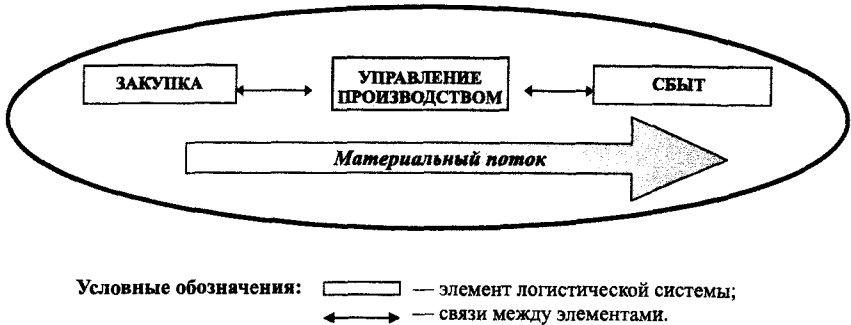 ЗАКУПКА
УПРАВЛЕНИЕ
ПРОИЗВОДСТВОМ
СБЫТ
Материальный поток
Условные обозначения:
— элемент логистической системы;
— связи между элементами.